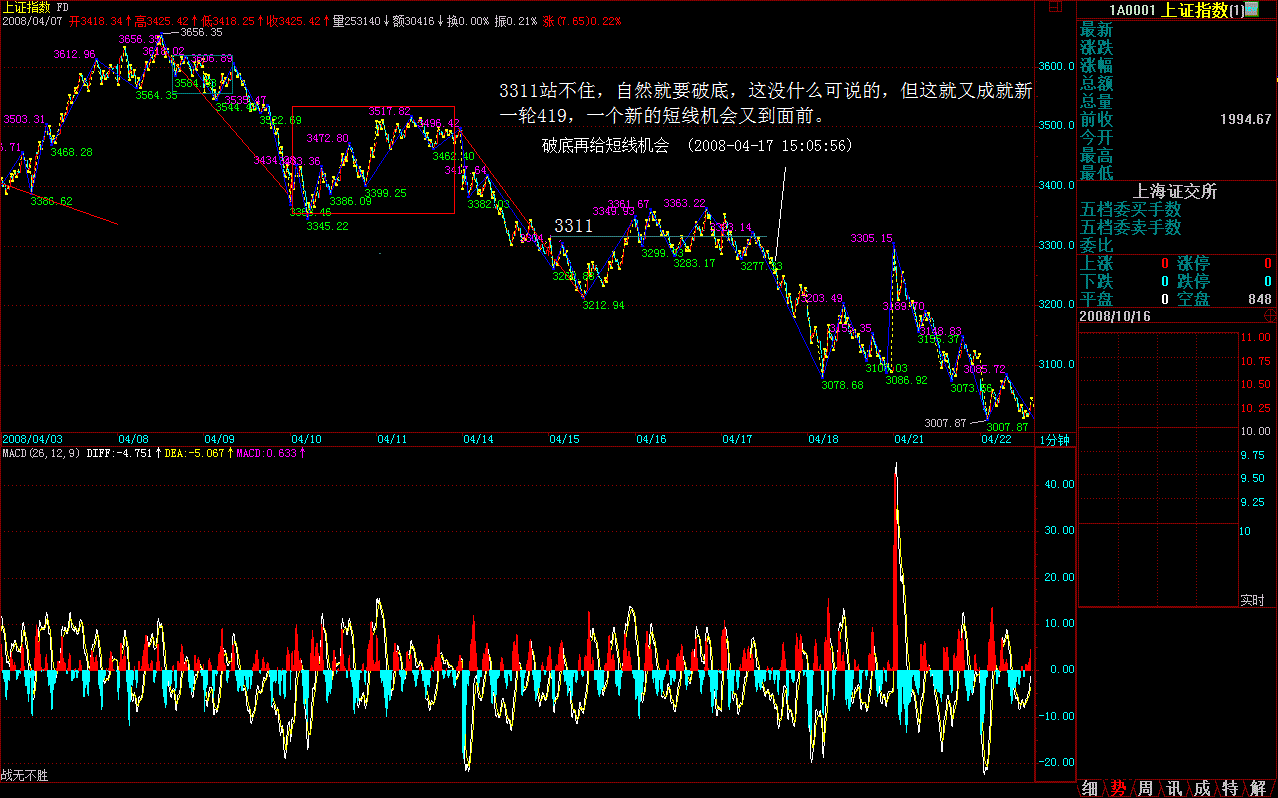 上证指数 FD
2008/04/07 开3418.34↑高3425.42↑低3418.25↑收3425.42↑量253140↓额30416↓换0.00% 振0.21% 涨(7.65)0.22%
1A0001 上证指数(1)
最新
涨跌
涨幅
总额
总量
前收 1994.67
今开
最高
最低
上海证交所
五档委买手数
五档委卖手数
委比
上涨 0 涨停 0
下跌 0 跌停 0
平盘 0 空盘 848
2008/10/16
11.00
10.75
10.50
10.25
10.00
9.75
9.50
9.25
10
实时
3311站不住，自然就要破底，这没什么可说的，但这就又成就新
一轮419，一个新的短线机会又到面前。
破底再给短线机会 （2008-04-17 15:05:56）
3311
3656.35
3612.96
3564.35
3503.31
3468.28
3522.69
3472.80
3517.82
3399.25
3386.09
3345.22
3462.40
3382.03
3212.94
3349.93
3361.67
3363.22
3299.93
3283.17
3203.49
3078.68
3086.92
3305.15
3007.87
3007.87
3600.0
3500.0
3400.0
3300.0
3200.0
3100.0
2008/04/03 04/08 04/09 04/10 04/11 04/14 04/15 04/16 04/17 04/18 04/21 04/22 1分钟
MACD(26,12,9) DIFF:-4.751↑DEA:-5.067↑MACD:0.633↑
40.00
30.00
20.00
10.00
0.00
-10.00
-20.00
战无不胜
细 势 周 讯 成 特 解